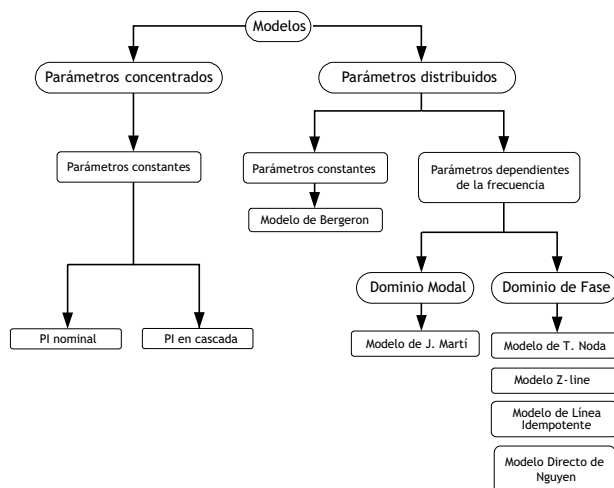 Modelos
Parámetros concentrados
Parámetros distribuidos
Parámetros constantes
Parámetros constantes
Parámetros dependientes
de la frecuencia
Modelo de Bergeron
Dominio Modal
Dominio de Fase
PI nominal
PI en cascada
Modelo de J. Martí
Modelo de T. Noda
Modelo Z-line
Modelo de Línea
Idempotente
Modelo Directo de
Nguyen